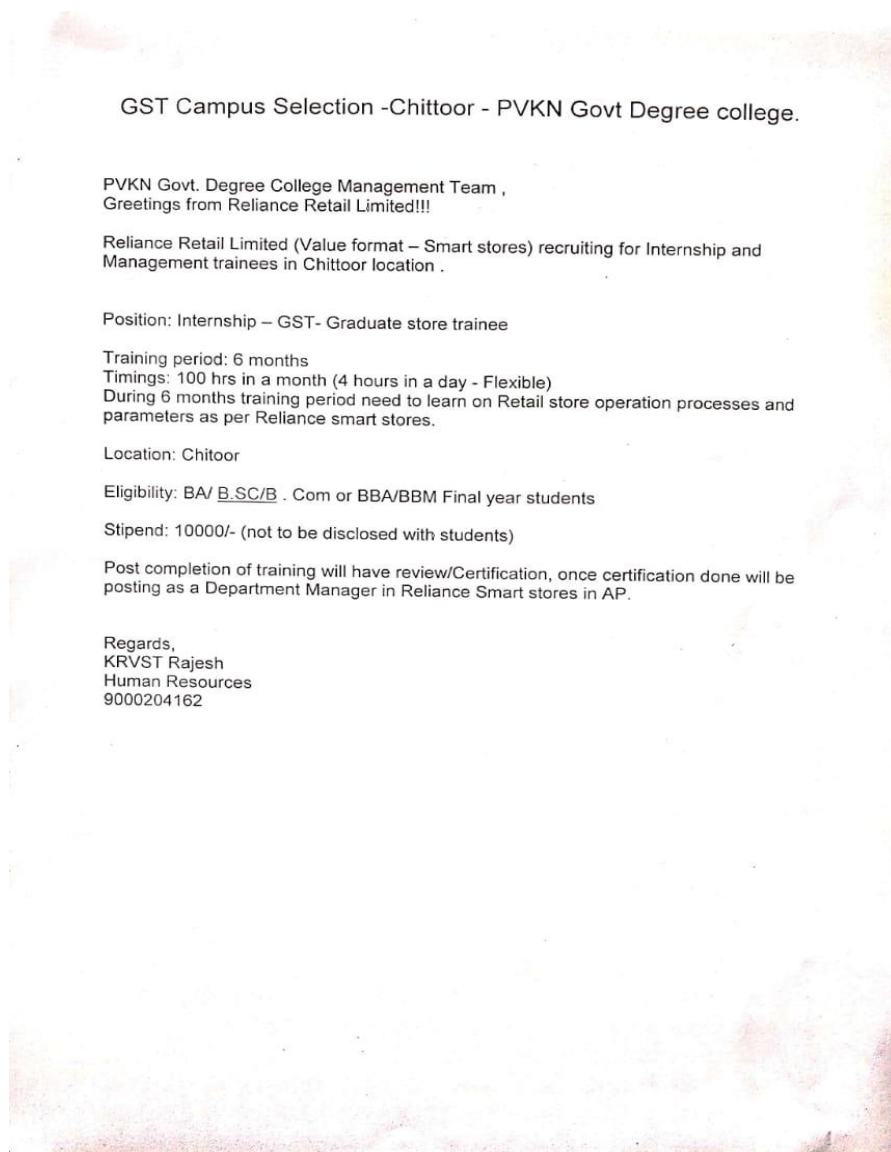 GST Campus Selection -Chittoor - PVKN Govt Degree college.
PVKN Govt. Degree College Management Team ,
Greetings from Reliance Retail Limited!!!
Reliance Retail Limited (Value format – Smart stores) recruiting for Internship and
Management trainees in Chittoor location .
Position: Internship – GST- Graduate store trainee
Training period: 6 months
Timings: 100 hrs in a month (4 hours in a day - Flexible)
During 6 months training period need to learn on Retail store operation processes and
parameters as per Reliance smart stores.
Location: Chitoor
Eligibility: BA/ B.SC/B . Com or BBA/BBM Final year students
Stipend: 10000/- (not to be disclosed with students)
Post completion of training will have review/Certification, once certification done will be
posting as a Department Manager in Reliance Smart stores in AP.
Regards,
KRVST Rajesh
Human Resources
9000204162